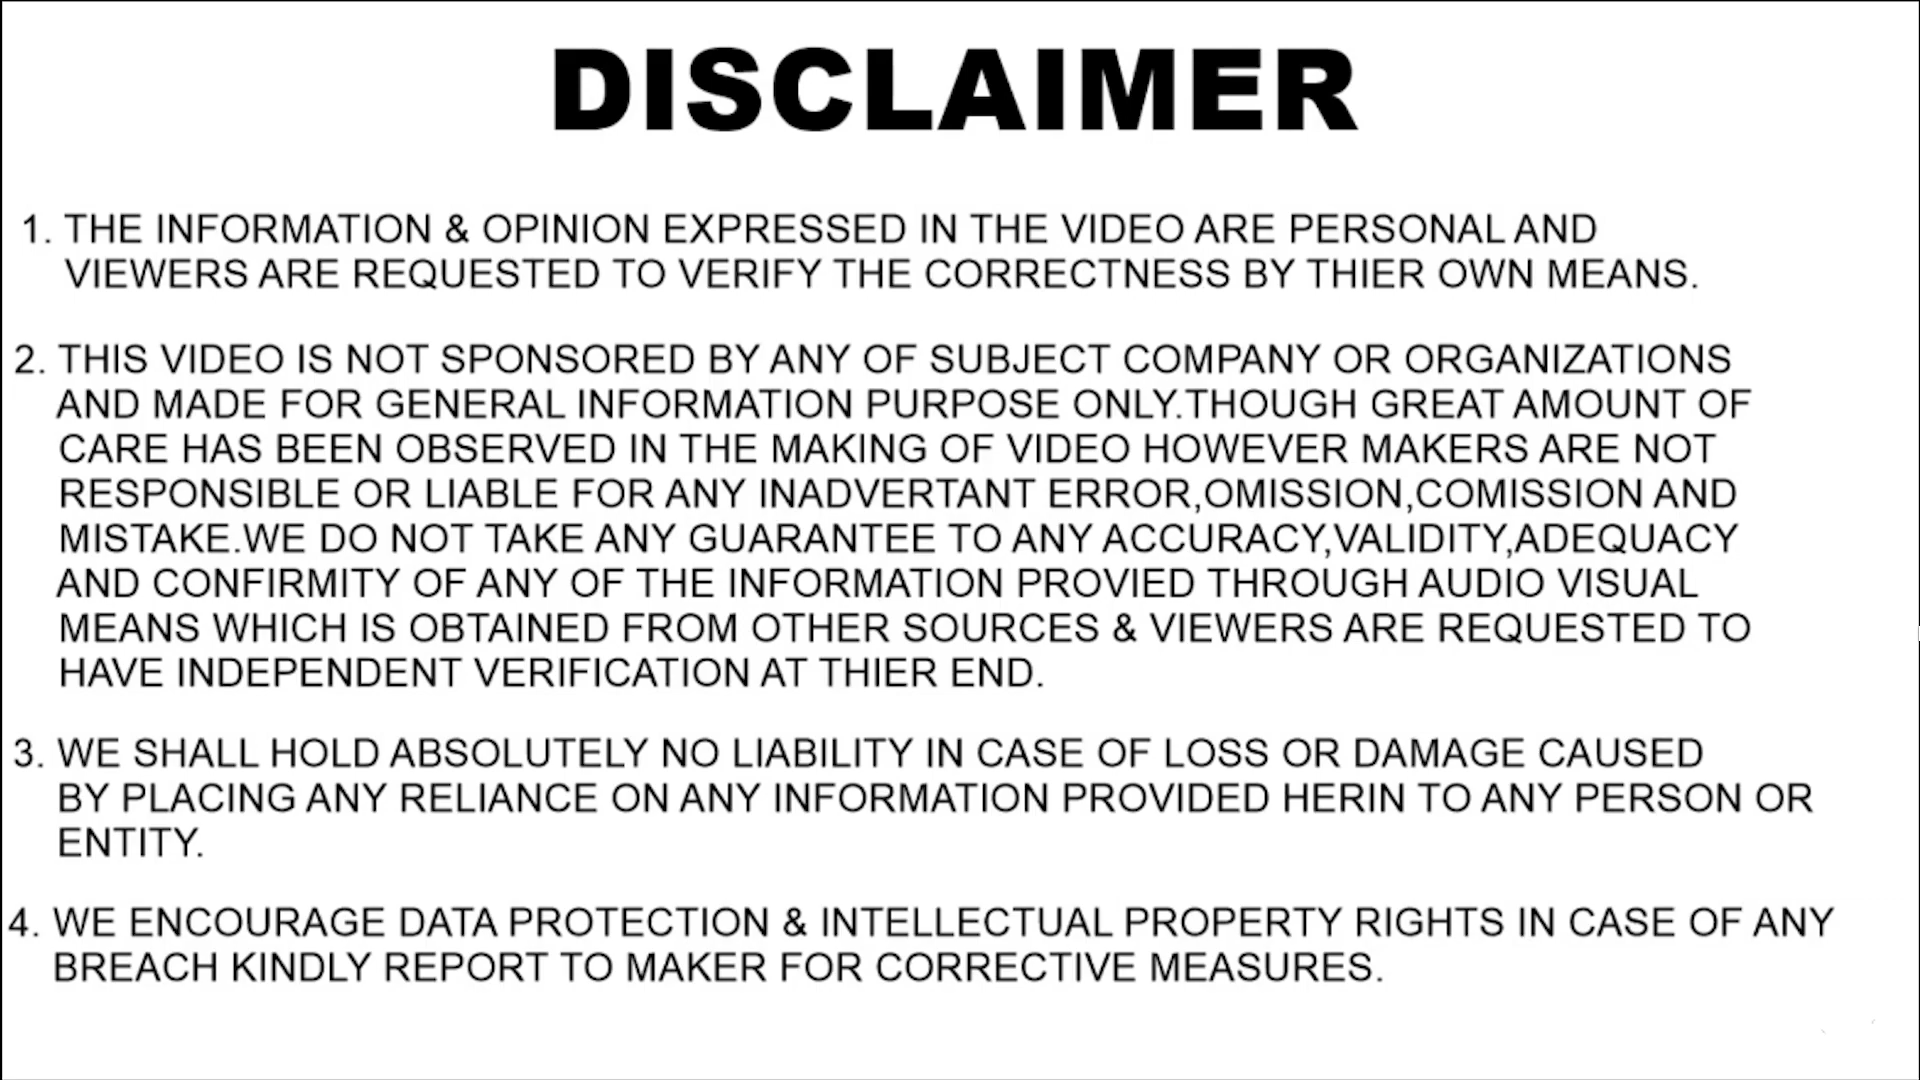 DISCLAIMER
1. THE INFORMATION & OPINION EXPRESSED IN THE VIDEO ARE PERSONAL AND
VIEWERS ARE REQUESTED TO VERIFY THE CORRECTNESS BY THIER OWN MEANS.
2. THIS VIDEO IS NOT SPONSORED BY ANY OF SUBJECT COMPANY OR ORGANIZATIONS
AND MADE FOR GENERAL INFORMATION PURPOSE ONLY.THOUGH GREAT AMOUNT OF
CARE HAS BEEN OBSERVED IN THE MAKING OF VIDEO HOWEVER MAKERS ARE NOT
RESPONSIBLE OR LIABLE FOR ANY INADVERTANT ERROR,OMISSION,COMISSION AND
MISTAKE.WE DO NOT TAKE ANY GUARANTEE TO ANY ACCURACY,VALIDITY,ADEQUACY
AND CONFIRMITY OF ANY OF THE INFORMATION PROVIED THROUGH AUDIO VISUAL
MEANS WHICH IS OBTAINED FROM OTHER SOURCES & VIEWERS ARE REQUESTED TO
HAVE INDEPENDENT VERIFICATION AT THIER END.
3. WE SHALL HOLD ABSOLUTELY NO LIABILITY IN CASE OF LOSS OR DAMAGE CAUSED
BY PLACING ANY RELIANCE ON ANY INFORMATION PROVIDED HERIN TO ANY PERSON OR
ENTITY.
4. WE ENCOURAGE DATA PROTECTION & INTELLECTUAL PROPERTY RIGHTS IN CASE OF ANY
BREACH KINDLY REPORT TO MAKER FOR CORRECTIVE MEASURES.